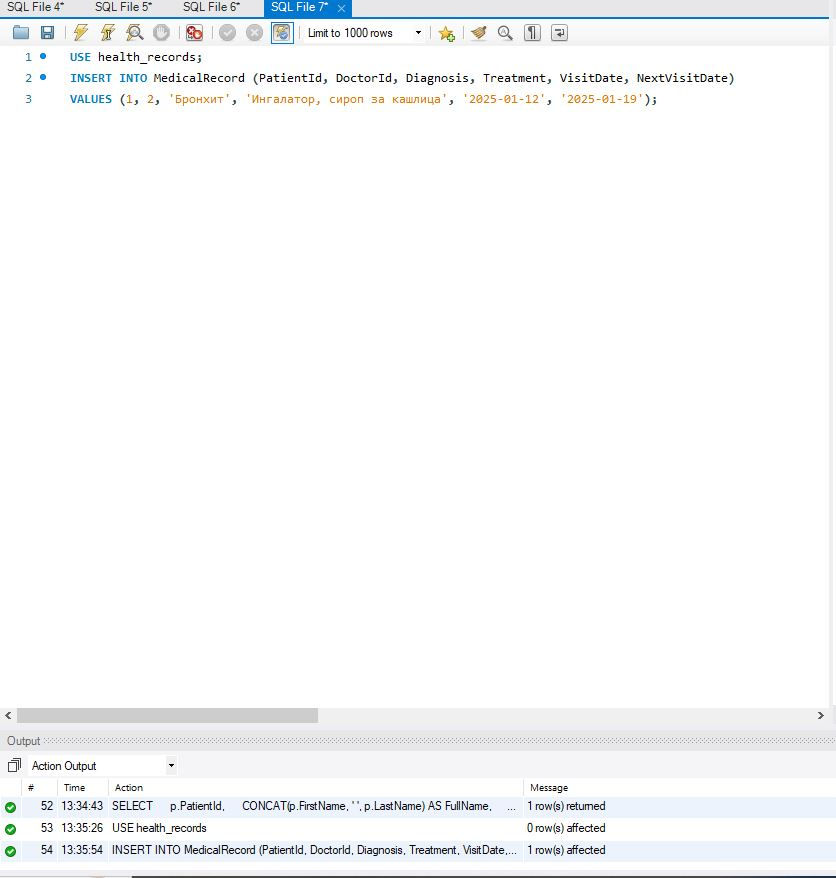 SQL File 4* SQL File 5* SQL File 6* SQL File 7*
Limit to 1000 rows
1 USE health_records;
2 INSERT INTO MedicalRecord (PatientId, DoctorId, Diagnosis, Treatment, VisitDate, NextVisitDate)
3 VALUES (1, 2, 'Бронхит', 'Ингалатор, сироп за кашлица', '2025-01-12', '2025-01-19');
Output
Action Output
# Time Action Message
52 13:34:43 SELECT p.PatientId, CONCAT(p.FirstName, ' ', p.LastName) AS FullName, ... 1 row(s) returned
53 13:35:26 USE health_records 0 row(s) affected
54 13:35:54 INSERT INTO MedicalRecord (PatientId, DoctorId, Diagnosis, Treatment, VisitDate,... 1 row(s) affected